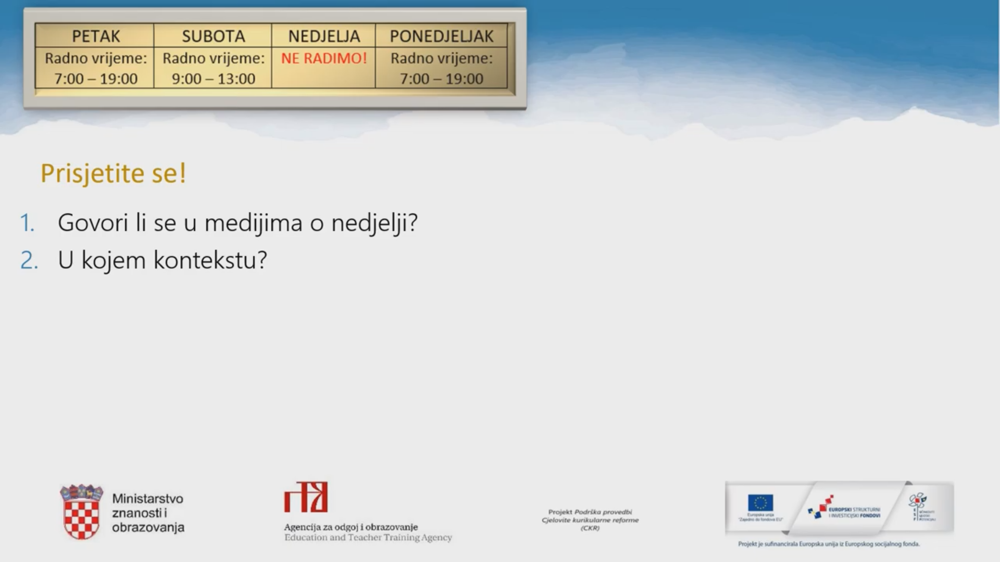 PETAK SUBOTA NEDJELJA PONEDJELJAK
Radno vrijeme: Radno vrijeme: NE RADIMO! Radno vrijeme:
7:00 – 19:00 9:00 – 13:00 7:00 – 19:00
Prisjetite se!
1. Govori li se u medijima o nedjelji?
2. U kojem kontekstu?
Ministarstvo
znanosti i
obrazovanja
Agencija za odgoj i obrazovanje
Education and Teacher Training Agency
Projekt Podrška provedbi
Cjelovite kurikularne reforme
(CKR)
Europska unija
"Zajedno do fondova EU"
EUROPSKI STRUKTURNI
I INVESTICIJSKI FONDOVI
Projekt je sufinancirala Europska unija iz Europskog socijalnog fonda.